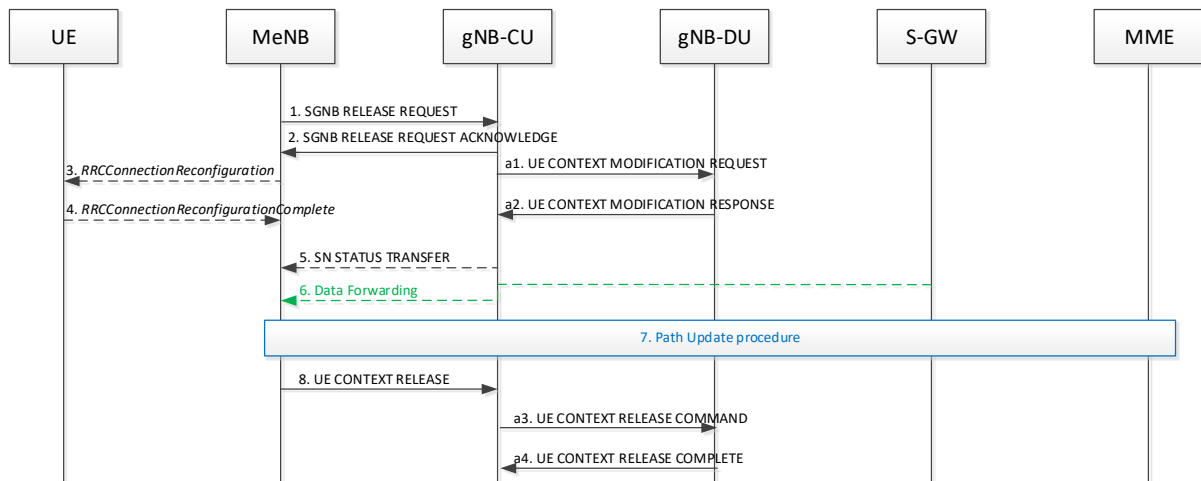 UE
MeNB
gNB-CU
gNB-DU
S-GW
MME
1. SGNB RELEASE REQUEST
2. SGNB RELEASE REQUEST ACKNOWLEDGE
a1. UE CONTEXT MODIFICATION REQUEST
3. RRCConnectionReconfiguration
a2. UE CONTEXT MODIFICATION RESPONSE
4. RRCConnectionReconfigurationComplete
5. SN STATUS TRANSFER
6. Data Forwarding
7. Path Update procedure
8. UE CONTEXT RELEASE
a3. UE CONTEXT RELEASE COMMAND
a4. UE CONTEXT RELEASE COMPLETE